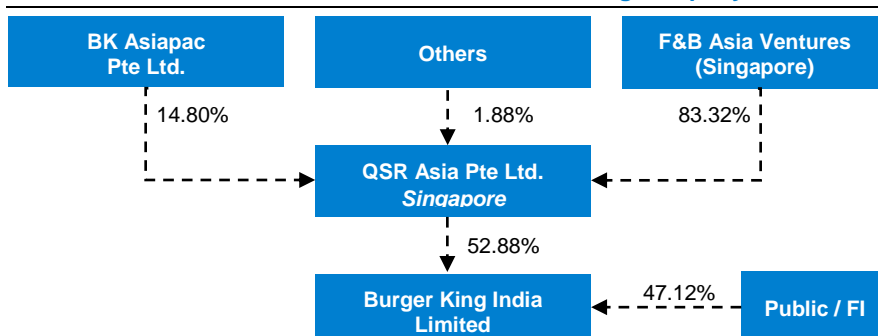 BK Asiapac
Pte Ltd.
Others
F&B Asia Ventures
(Singapore)
14.80%
1.88%
83.32%
QSR Asia Pte Ltd.
Singapore
52.88%
Burger King India
Limited
47.12%
Public / FI